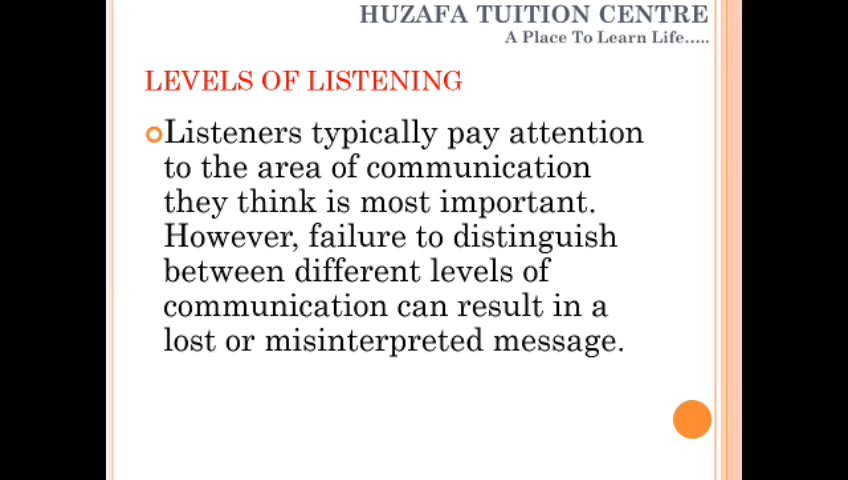 HUZAFA TUITION CENTRE
A Place To Learn Life.....
LEVELS OF LISTENING
Listeners typically pay attention
to the area of communication
they think is most important.
However, failure to distinguish
between different levels of
communication can result in a
lost or misinterpreted message.